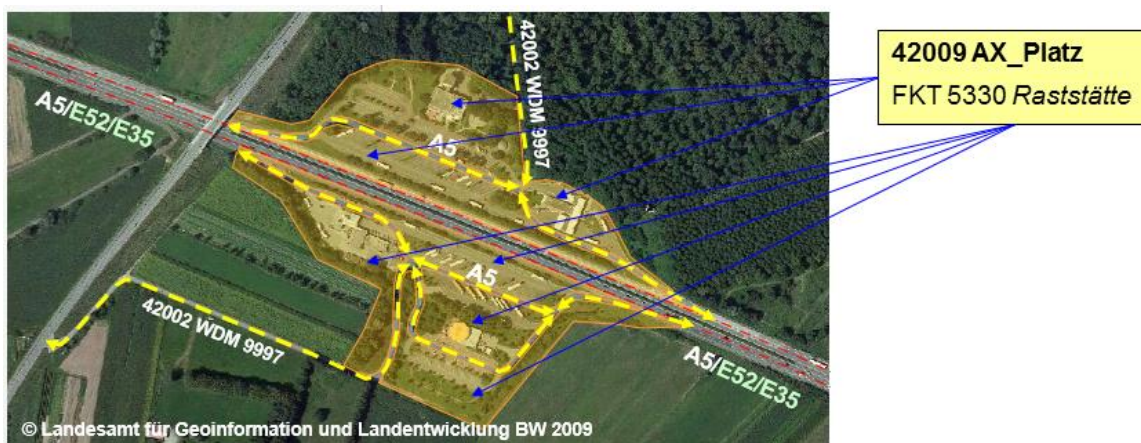 42009 AX_Platz
FKT 5330 Raststätte
42002 WDM 9997
A5/E52/E35
A5
A5
42002 WDM 9997
A5/E52/E35
© Landesamt für Geoinformation und Landentwicklung BW 2009